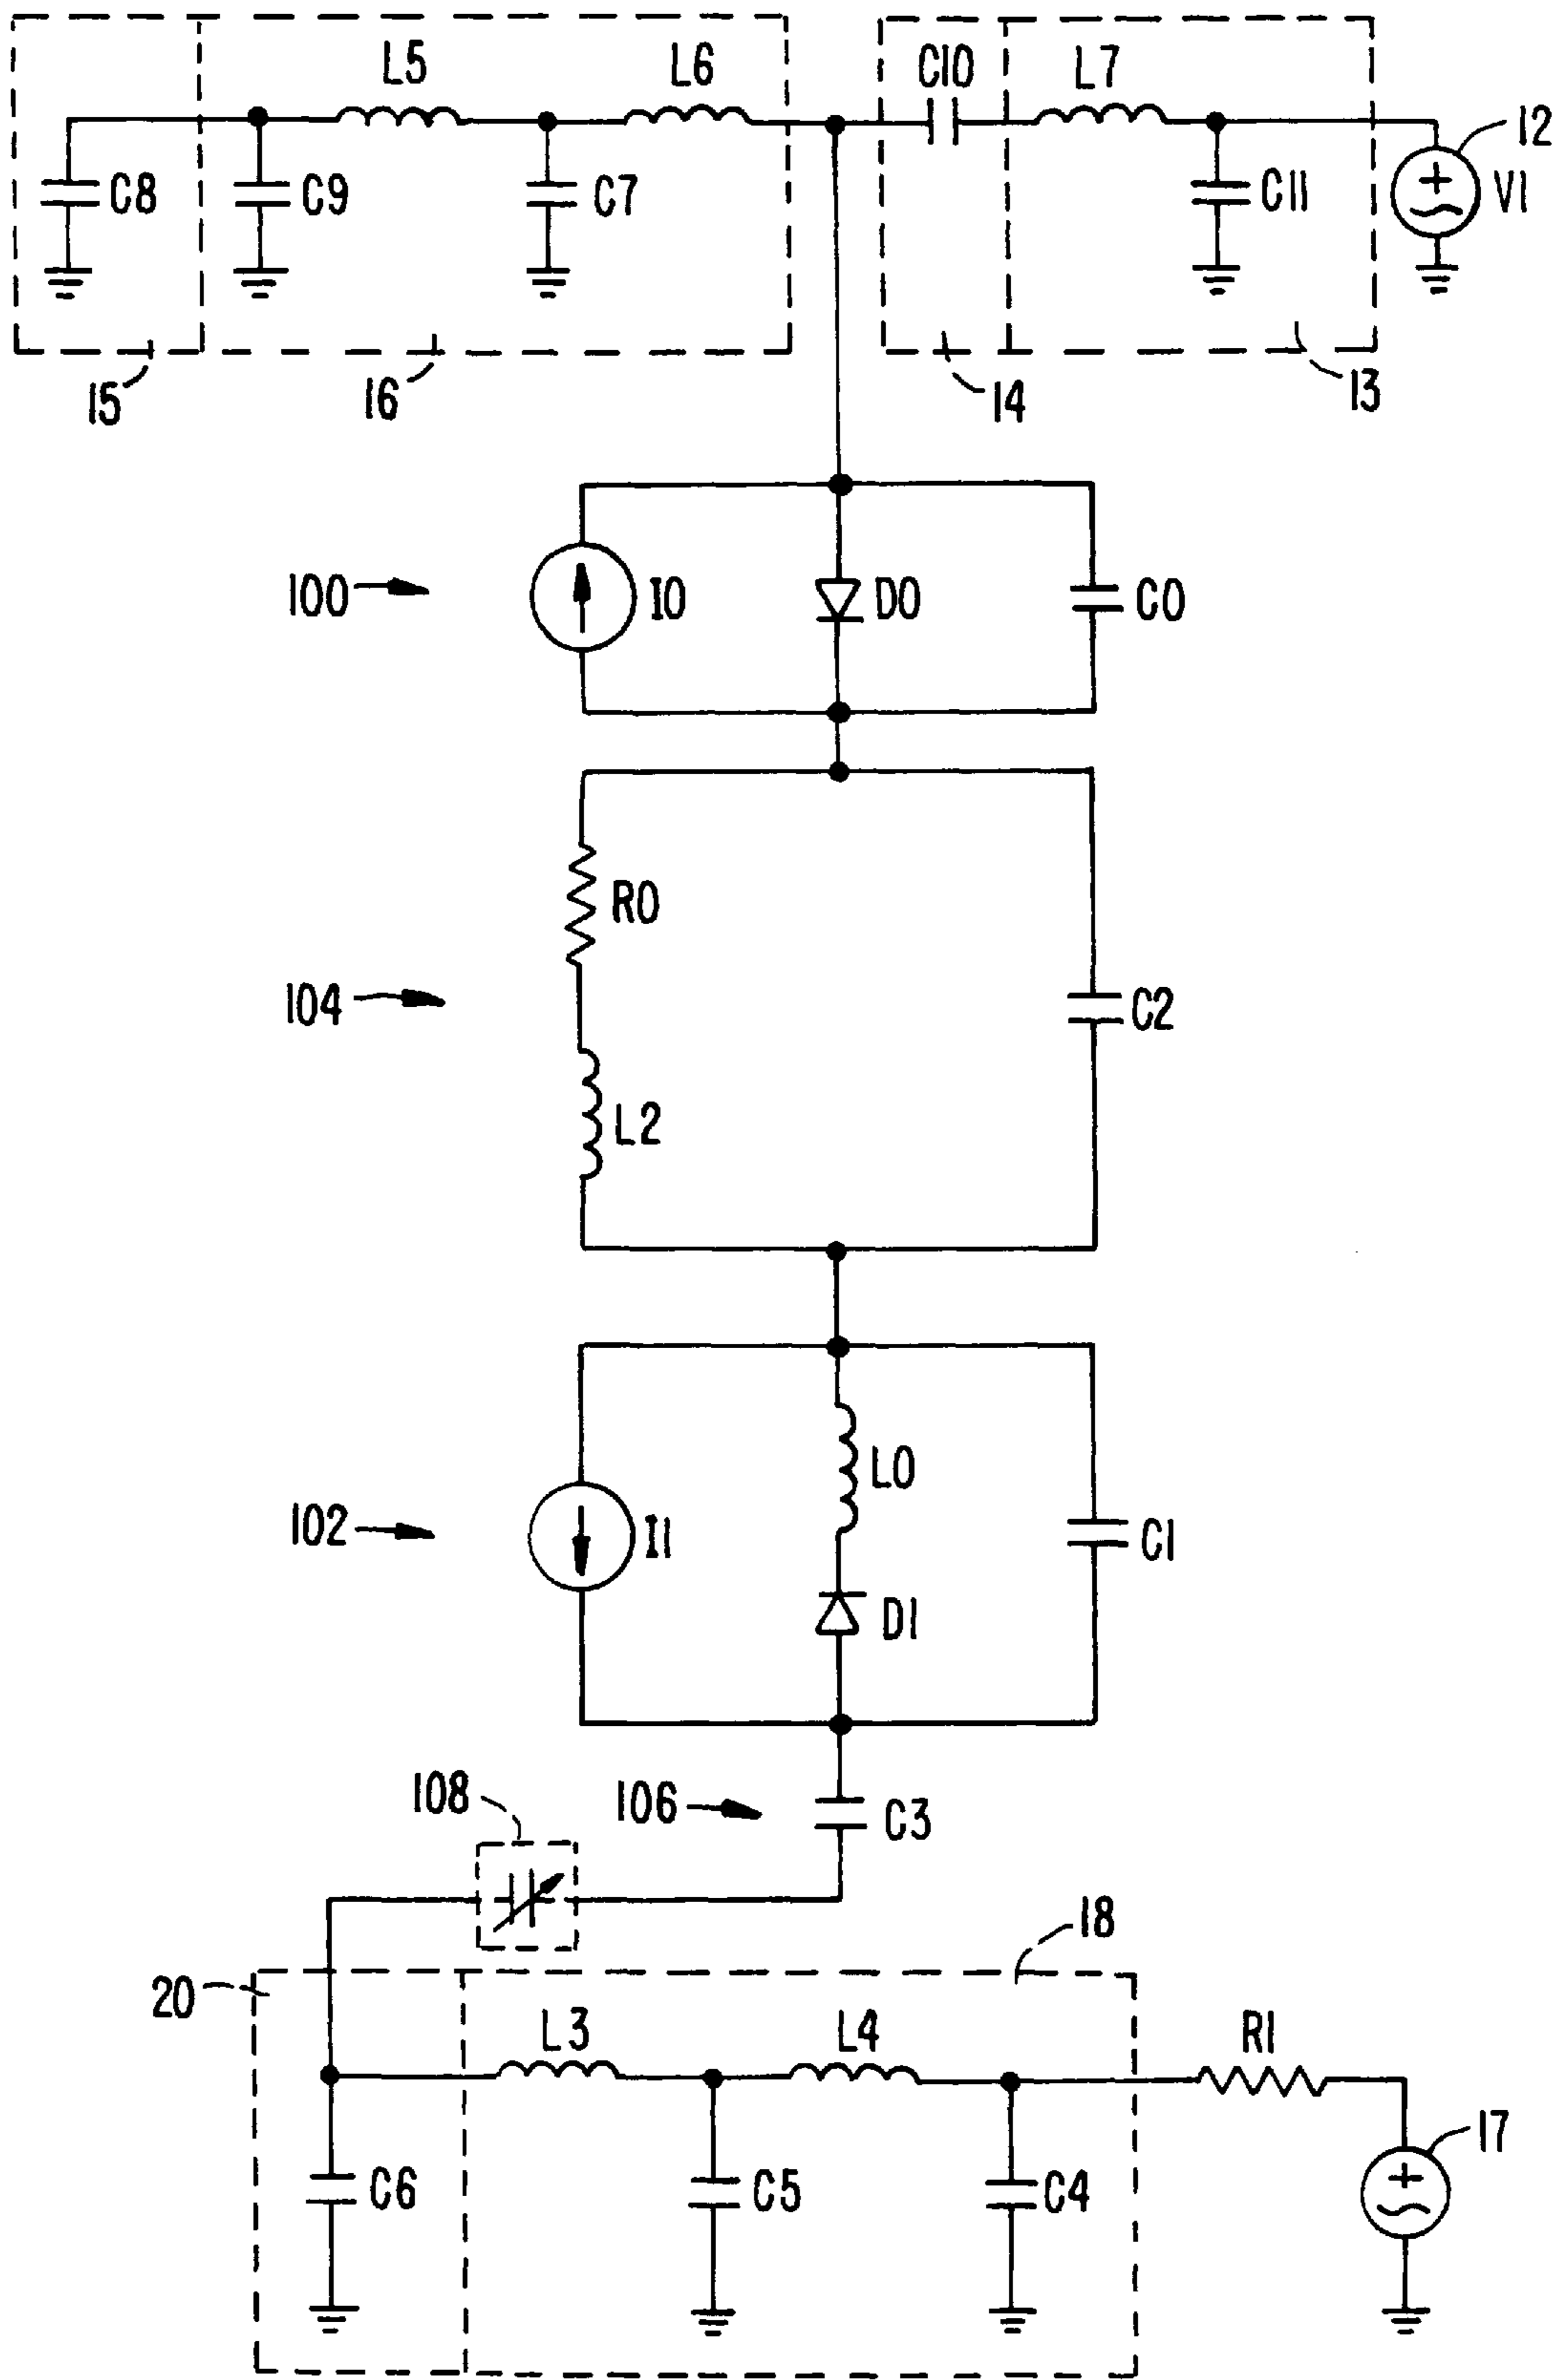 L5 L6 C10 L7
12
C8 C9 C7 C11 V1
15 16 14 13
100 I0 D0 C0
R0
104 C2
L2
L0
102 I1 C1
D1
108 106 C3
18
20
L3 L4 R1
17
C6 C5 C4